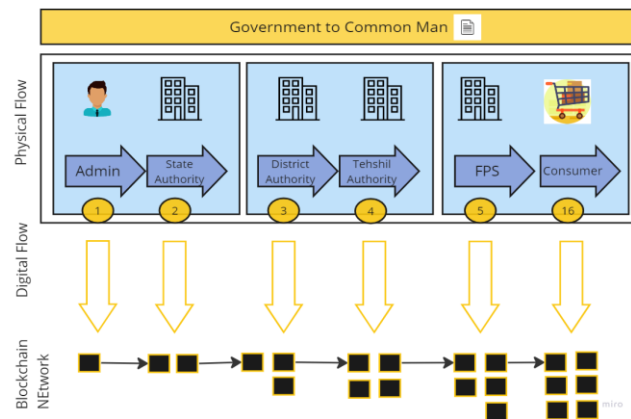 Government to Common Man
Physical Flow
Admin
State
Authority
District
Authority
Tehshil
Authority
FPS
Consumer
1
2
3
4
5
16
Digital Flow
Blockchain
NEtwork
miro